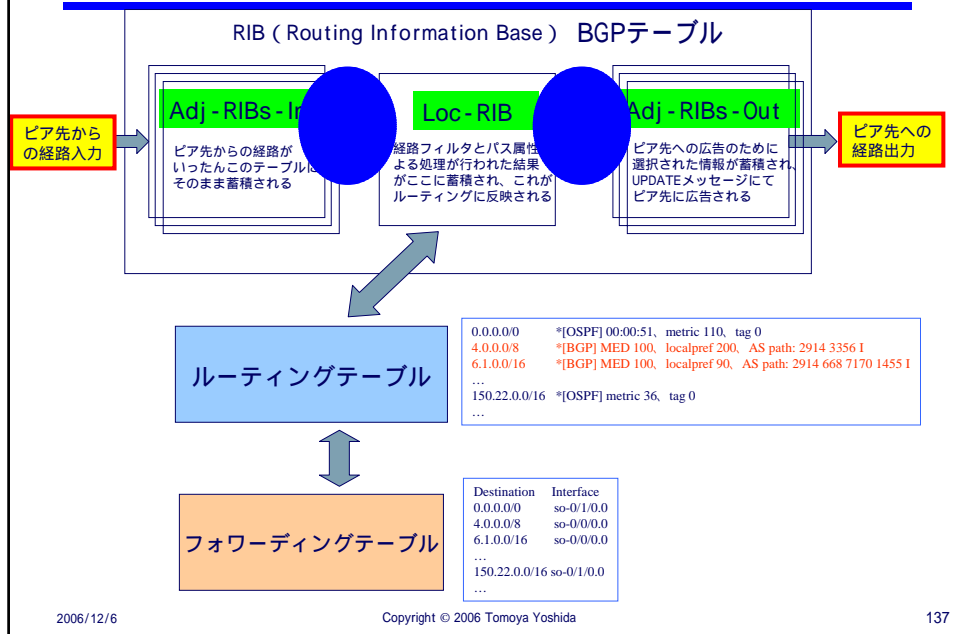 RIB ( Routing Information Base ) BGPテーブル
ピア先から
の経路入力
Adj-RIBs-In
ピア先からの経路が
いったんこのテーブルに
そのまま蓄積される
Loc-RIB
経路フィルタとパス属性
よる処理が行われた結果
がここに蓄積され、これが
ルーティングに反映される
Adj-RIBs-Out
ピア先への広告のために
選択された情報が蓄積され、
UPDATEメッセージにて
ピア先に広告される
ピア先への
経路出力
ルーティングテーブル
0.0.0.0/0 *[OSPF] 00:00:51、metric 110、tag 0
4.0.0.0/8 *[BGP] MED 100、localpref 200、AS path: 2914 3356 I
6.1.0.0/16 *[BGP] MED 100、localpref 90、AS path: 2914 668 7170 1455 I
…
150.22.0.0/16 *[OSPF] metric 36、tag 0
…
フォワーディングテーブル
Destination Interface
0.0.0.0/0 so-0/1/0.0
4.0.0.0/8 so-0/0/0.0
6.1.0.0/16 so-0/0/0.0
…
150.22.0.0/16 so-0/1/0.0
…
2006/12/6
Copyright © 2006 Tomoya Yoshida
137